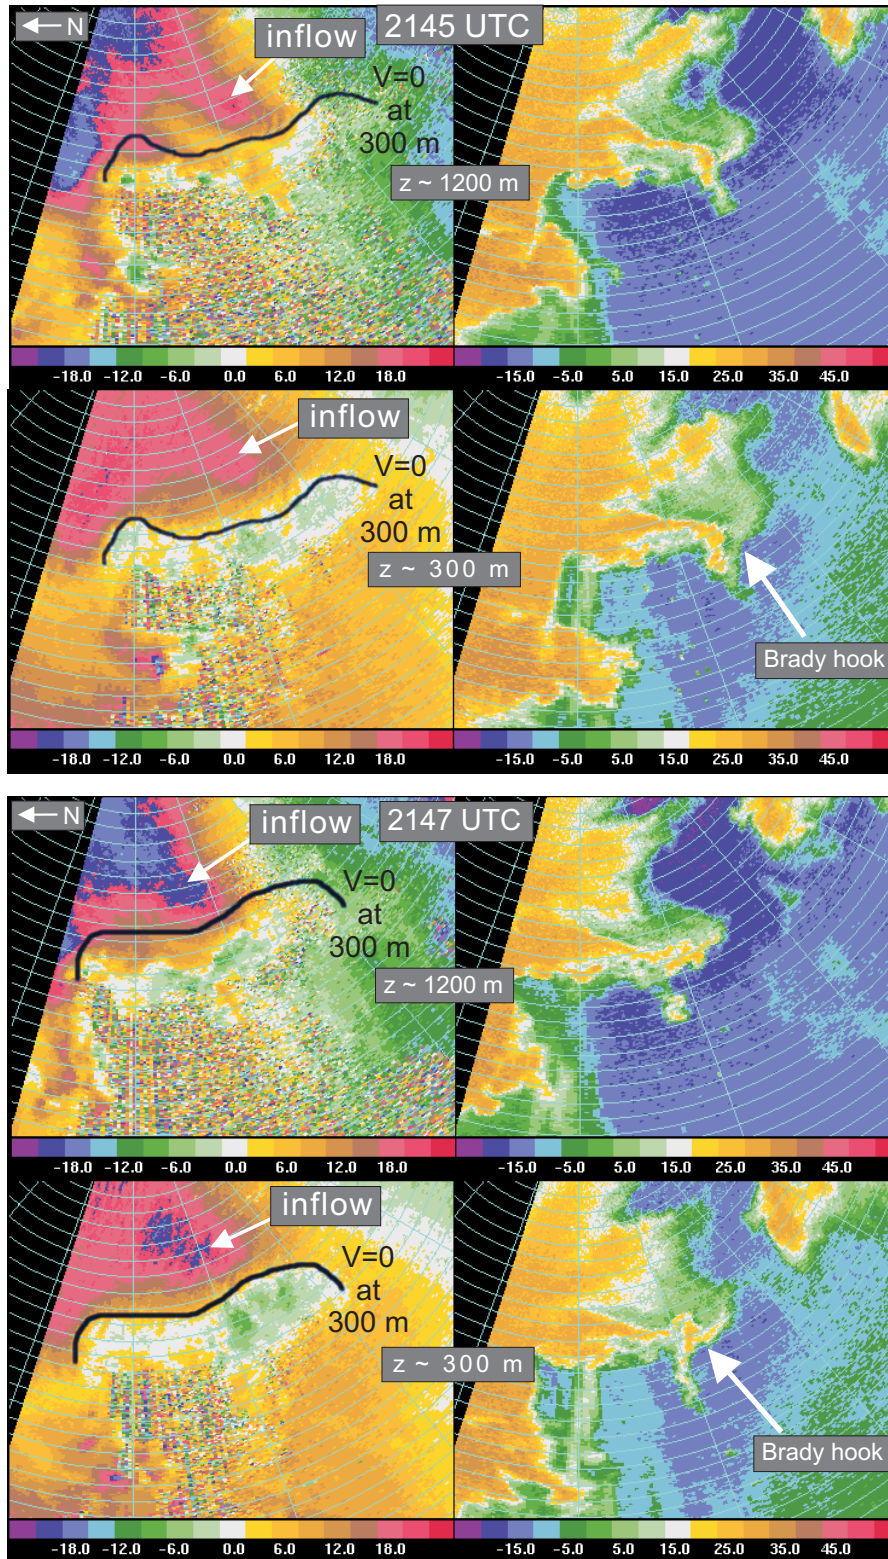 N
inflow
2145 UTC
V=0
at
300 m
z ~ 1200 m
-18.0 -12.0 -6.0 0.0 6.0 12.0 18.0
-15.0 -5.0 5.0 15.0 25.0 35.0 45.0
inflow
V=0
at
300 m
z ~ 300 m
Brady hook
-18.0 -12.0 -6.0 0.0 6.0 12.0 18.0
-15.0 -5.0 5.0 15.0 25.0 35.0 45.0
N
inflow
2147 UTC
V=0
at
300 m
z ~1200 m
-18.0 -12.0 -6.0 0.0 6.0 12.0 18.0
-15.0 -5.0 5.0 15.0 25.0 35.0 45.0
inflow
V=0
at
300 m
z ~ 300 m
Brady hook
-18.0 -12.0 -6.0 0.0 6.0 12.0 18.0
-15.0 -5.0 5.0 15.0 25.0 35.0 45.0